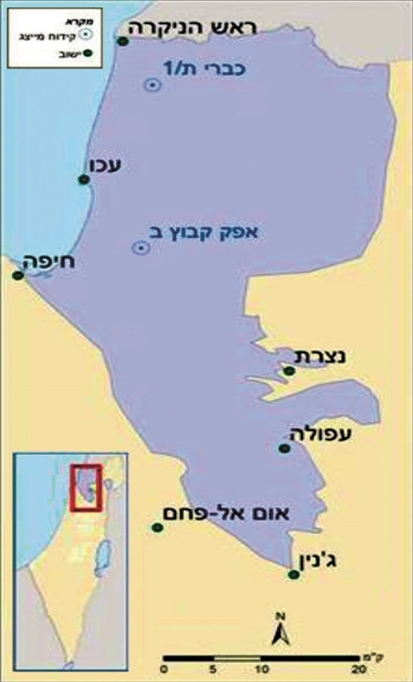 מקרא
קידוח מייצג
ישוב
ראש הניקרה
כברי ת/1
עכו
אפק קבוץ ב
חיפה
נצרת
עפולה
אום אל-פחם
ג'נין
N
ק"מ
0 5 10 20